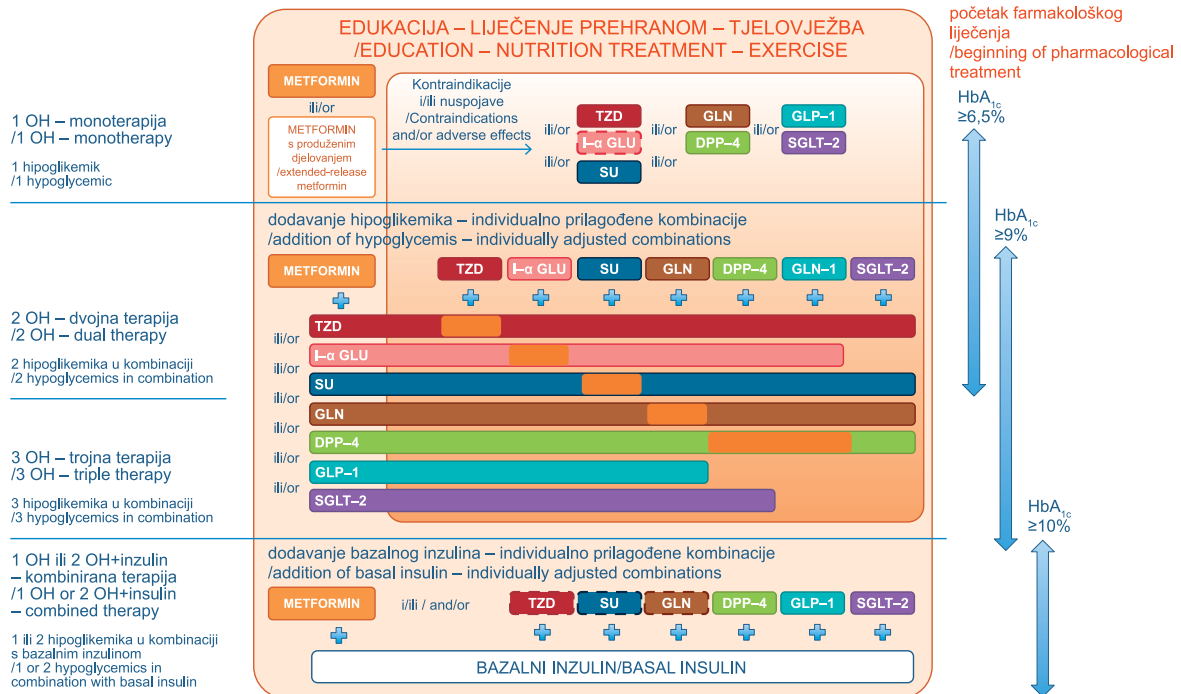 EDUKACIJA – LIJEČENJE PREHRANOM – TJELOVJEŽBA
/EDUCATION – NUTRITION TREATMENT – EXERCISE
početak farmakološkog
liječenja
/beginning of pharmacological
treatment
1 OH – monoterapija
/1 OH – monotherapy
1 hipoglikemik
/1 hypoglycemic
METFORMIN
ili/or
METFORMIN
s produženim
djelovanjem
/extended-release
metformin
Kontraindikacije
i/ili nuspojave
/Contraindications
and/or adverse effects
TZD
GLN
GLP–1
ili/or
ili/or
ili/or
I–α GLU
DPP–4
SGLT–2
ili/or
ili/or
SU
HbA1c
≥6,5%
dodavanje hipoglikemika – individualno prilagođene kombinacije
/addition of hypoglycemis – individually adjusted combinations
HbA1c
≥9%
METFORMIN
TZD
I–α GLU
SU
GLN
DPP–4
GLN–1
SGLT–2
2 OH – dvojna terapija
/2 OH – dual therapy
2 hipoglikemika u kombinaciji
/2 hypoglycemics in combination
TZD
ili/or
I–α GLU
ili/or
SU
ili/or
GLN
ili/or
DPP–4
ili/or
GLP–1
ili/or
SGLT–2
3 OH – trojna terapija
/3 OH – triple therapy
3 hipoglikemika u kombinaciji
/3 hypoglycemics in combination
HbA1c
≥10%
1 OH ili 2 OH+inzulin
– kombinirana terapija
/1 OH or 2 OH+insulin
– combined therapy
1 ili 2 hipoglikemika u kombinaciji
s bazalnim inzulinom
/1 or 2 hypoglycemics in
combination with basal insulin
dodavanje bazalnog inzulina – individualno prilagođene kombinacije
/addition of basal insulin – individually adjusted combinations
METFORMIN
i/ili / and/or
TZD
SU
GLN
DPP–4
GLP–1
SGLT–2
BAZALNI INZULIN/BASAL INSULIN